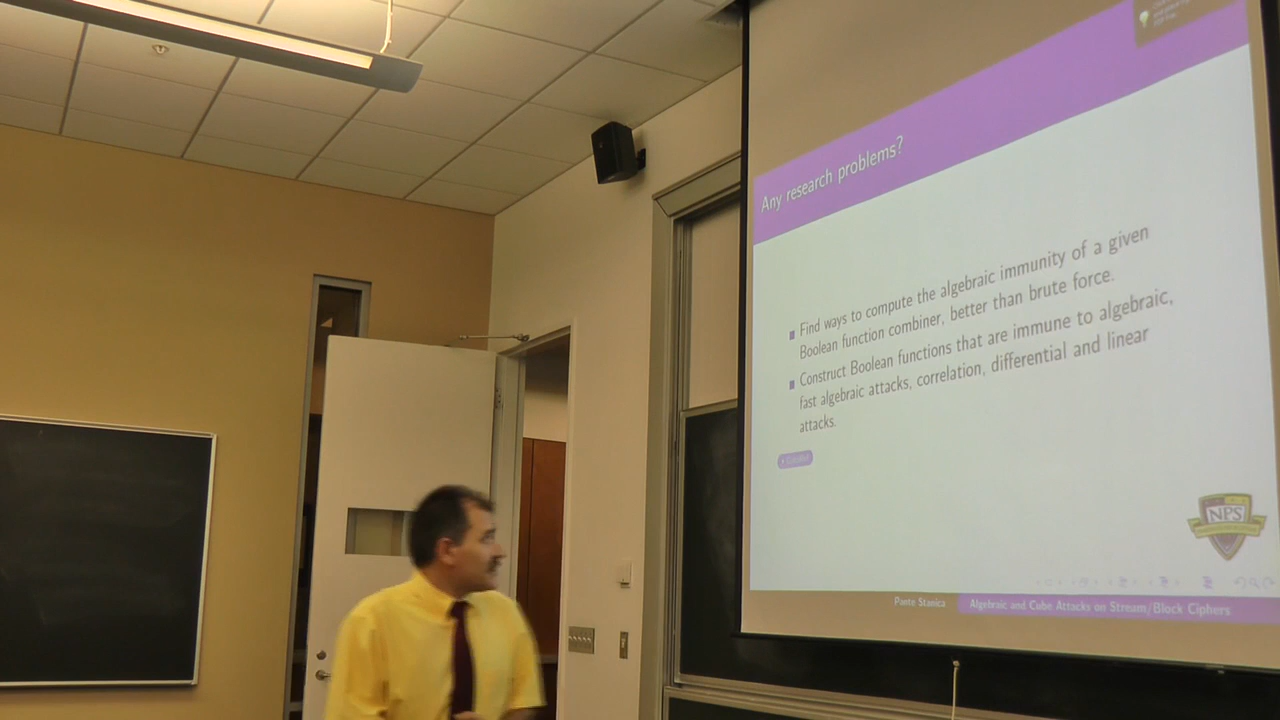 Any research problems?
Find ways to compute the algebraic immunity of a given
Boolean function combiner, better than brute force.
Construct Boolean functions that are immune to algebraic,
fast algebraic attacks, correlation, differential and linear
attacks.
NPS
Pante Stanica
Algebraic and Cube Attacks on Stream/Block Ciphers